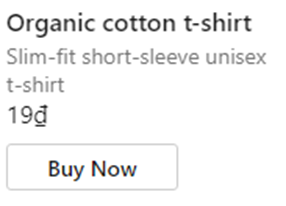 Organic cotton t-shirt
Slim-fit short-sleeve unisex
t-shirt
19₫
Buy Now